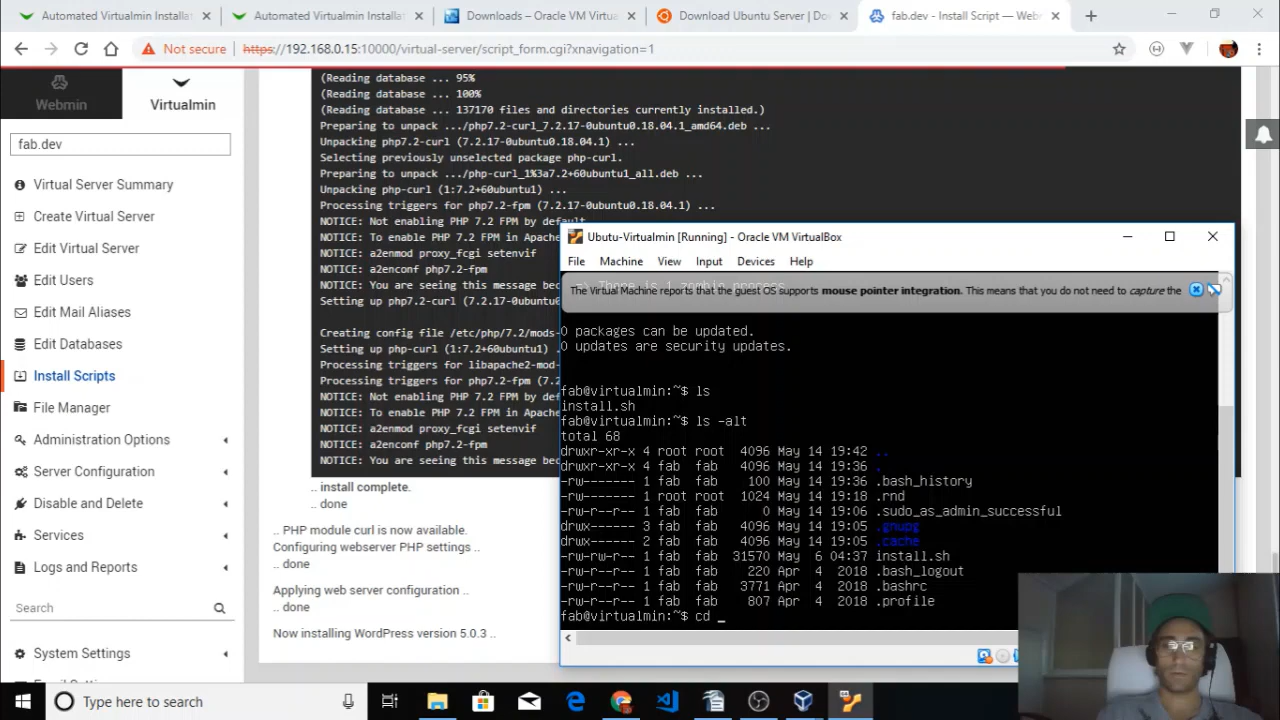 Automated Virtualmin Installat
Automated Virtualmin Installat
Downloads – Oracle VM Virtua
Download Ubuntu Server | Do
fab.dev - Install Script — Web
Not secure
https://192.168.0.15:10000/virtual-server/script_form.cgi?xnavigation=1
Webmin
Virtualmin
fab.dev
Virtual Server Summary
Create Virtual Server
Edit Virtual Server
Edit Users
Edit Mail Aliases
Edit Databases
Install Scripts
File Manager
Administration Options
Server Configuration
Disable and Delete
Services
Logs and Reports
Search
System Settings
(Reading database ... 95%
(Reading database ... 100%
(Reading database ... 137170 files and directories currently installed.)
Preparing to unpack .../php7.2-curl_7.2.17-0ubuntu0.18.04.1_amd64.deb ...
Unpacking php7.2-curl (7.2.17-0ubuntu0.18.04.1) ...
Selecting previously unselected package php-curl.
Preparing to unpack .../php-curl_1%3a7.2+60ubuntu1_all.deb ...
Unpacking php-curl (1:7.2+60ubuntu1) ...
Processing triggers for php7.2-fpm (7.2.17-0ubuntu0.18.04.1) ...
NOTICE: Not enabling PHP 7.2 FPM by default.
NOTICE: To enable PHP 7.2 FPM in Apache
NOTICE: a2enmod proxy_fcgi setenvif
NOTICE: a2enconf php7.2-fpm
NOTICE: You are seeing this message bec
Setting up php7.2-curl (7.2.17-0ubuntu0
Creating config file /etc/php/7.2/mods-
Setting up php-curl (1:7.2+60ubuntu1) .
Processing triggers for libapache2-mod-
Processing triggers for php7.2-fpm (7.2
NOTICE: Not enabling PHP 7.2 FPM by def
NOTICE: To enable PHP 7.2 FPM in Apache
NOTICE: a2enmod proxy_fcgi setenvif
NOTICE: a2enconf php7.2-fpm
NOTICE: You are seeing this message bec
.. install complete.
.. done
.. PHP module curl is now available.
Configuring webserver PHP settings ..
.. done
Applying web server configuration ..
.. done
Now installing WordPress version 5.0.3 ..
Ubutu-Virtualmin [Running] - Oracle VM VirtualBox
File Machine View Input Devices Help
The Virtual Machine reports that the guest OS supports mouse pointer integration. This means that you do not need to capture the
0 packages can be updated.
0 updates are security updates.
fab@virtualmin:~$ ls
install.sh
fab@virtualmin:~$ ls -alt
total 68
drwxr-xr-x 4 root root 4096 May 14 19:42 ..
drwxr-xr-x 4 fab fab 4096 May 14 19:36 .
-rw------- 1 fab fab 100 May 14 19:36 .bash_history
-rw------- 1 root root 1024 May 14 19:18 .rnd
-rw-r--r-- 1 fab fab 0 May 14 19:06 .sudo_as_admin_successful
drwx------ 3 fab fab 4096 May 14 19:05 .gnupg
drwx------ 2 fab fab 4096 May 14 19:05 .cache
-rw-rw-r-- 1 fab fab 31570 May 6 04:37 install.sh
-rw-r--r-- 1 fab fab 220 Apr 4 2018 .bash_logout
-rw-r--r-- 1 fab fab 3771 Apr 4 2018 .bashrc
-rw-r--r-- 1 fab fab 807 Apr 4 2018 .profile
fab@virtualmin:~$ cd _
Type here to search